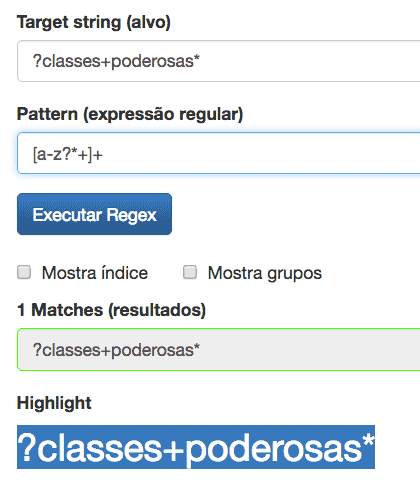 Target string (alvo)
?classes+poderosas*
Pattern (expressão regular)
[a-z?*+]+
Executar Regex
Mostra índice Mostra grupos
1 Matches (resultados)
?classes+poderosas*
Highlight
?classes+poderosas*